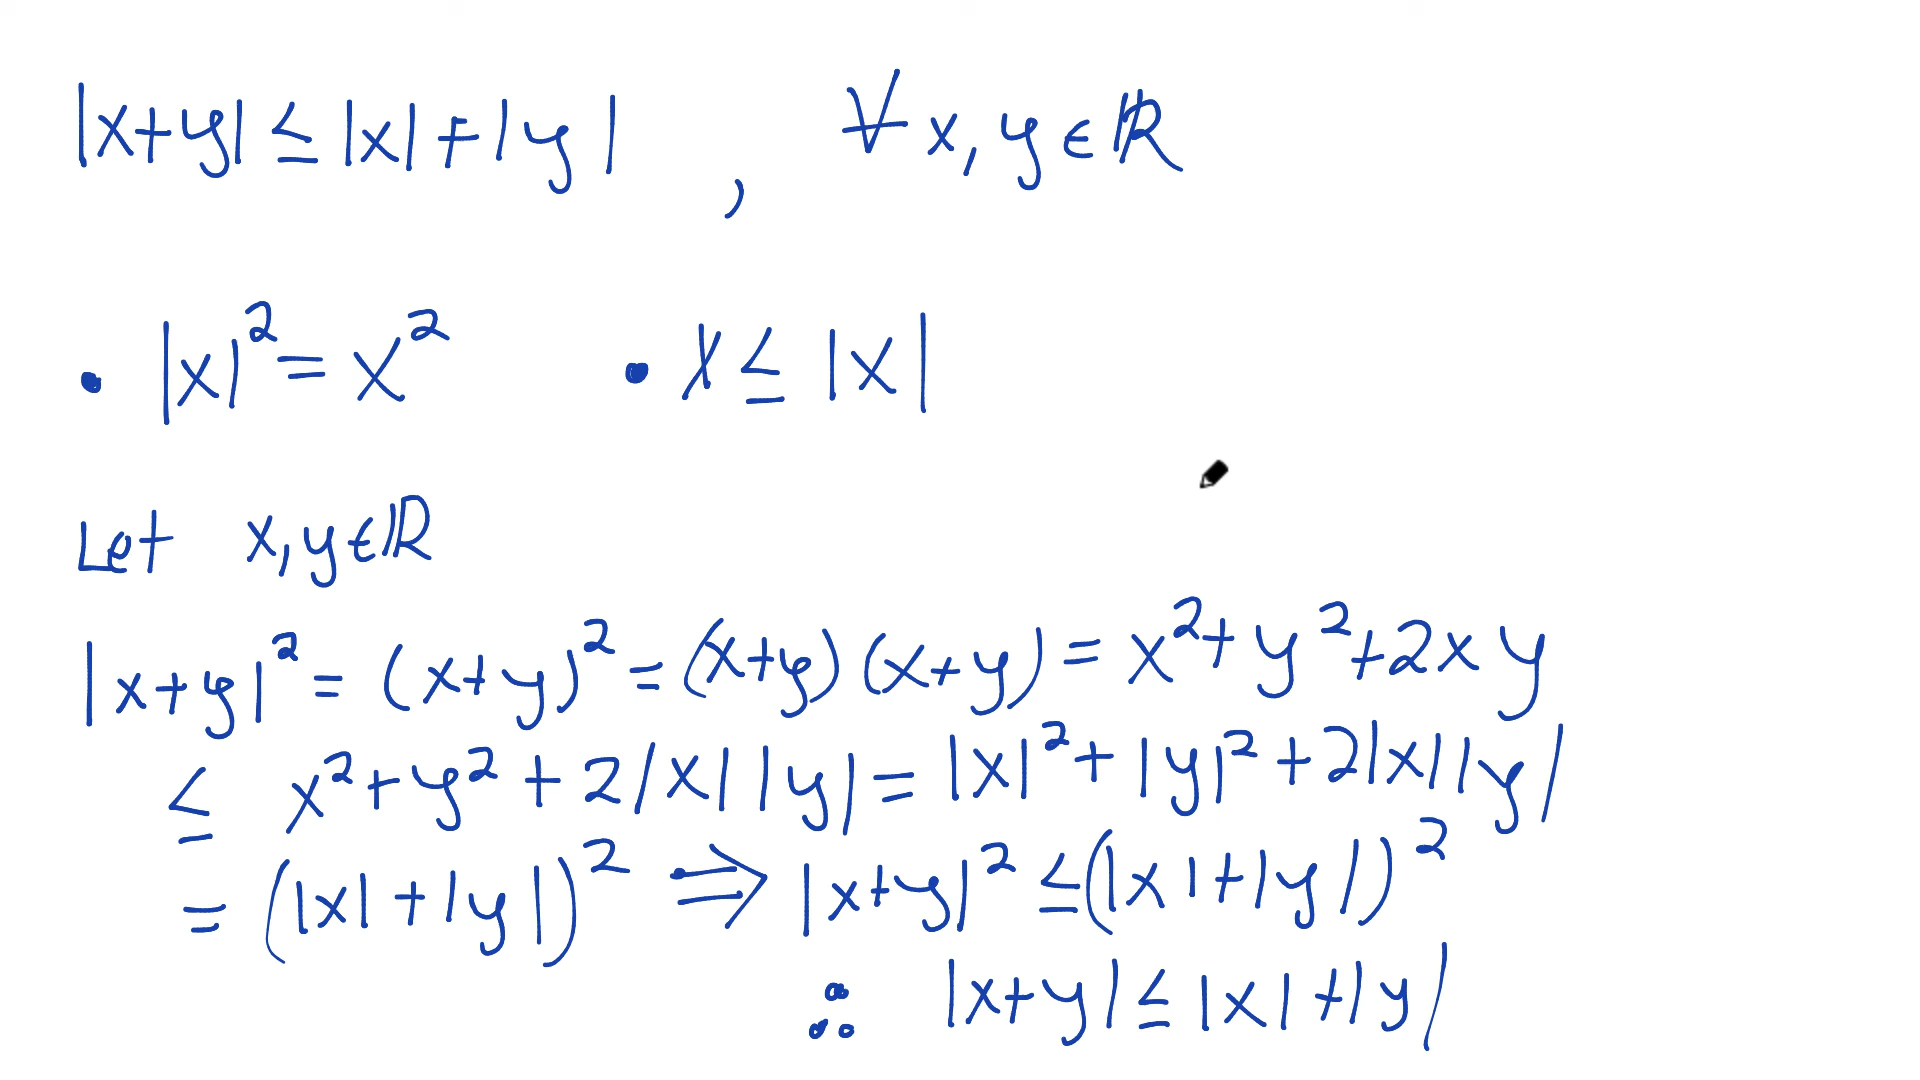 |x+y| ≤ |x| + |y| , ∀ x, y ∈ ℝ
• |x|² = x² • x ≤ |x|
Let x, y ∈ ℝ
|x+y|² = (x+y)² = (x+y)(x+y) = x² + y² + 2xy
≤ x² + y² + 2|x||y| = |x|² + |y|² + 2|x||y|
= (|x| + |y|)² ⇒ |x+y|² ≤ (|x| + |y|)²
∴ |x+y| ≤ |x| + |y|